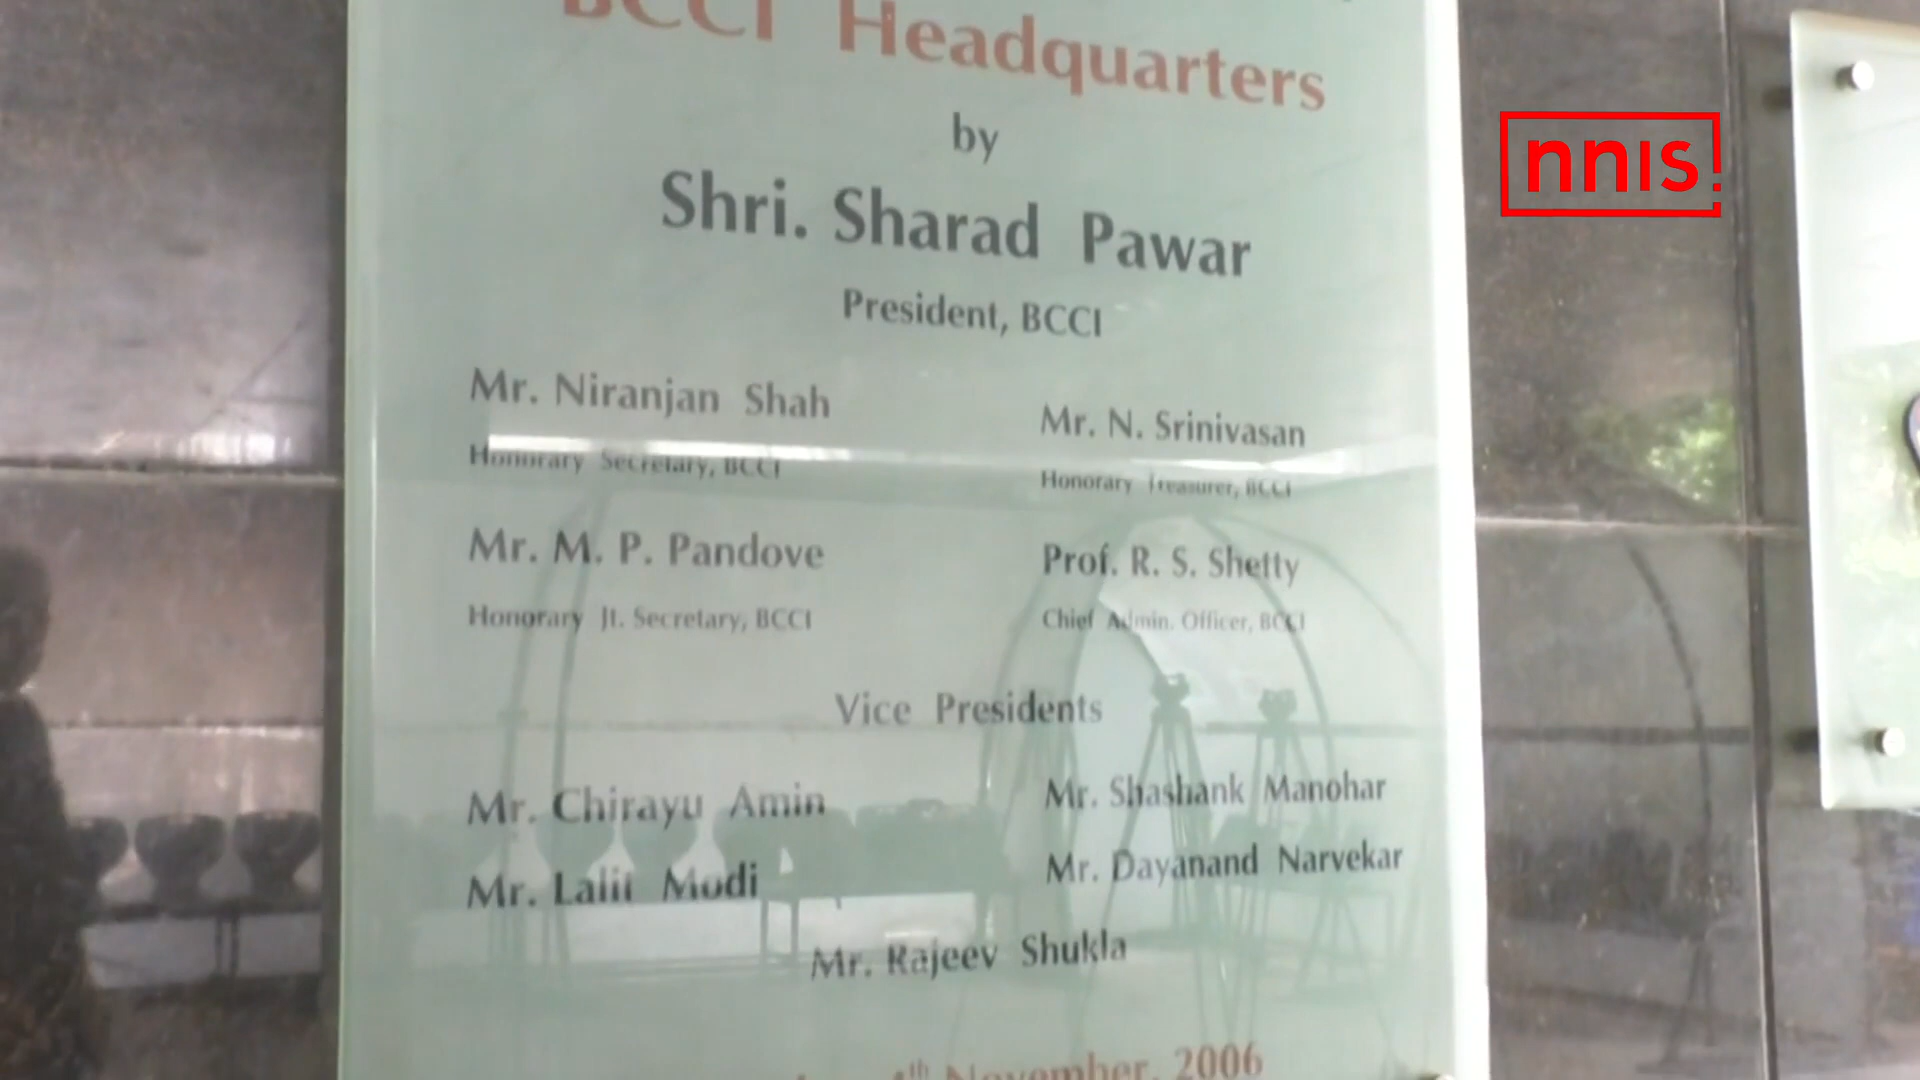 BCCI Headquarters
by
Shri. Sharad Pawar
President, BCCI
Mr. Niranjan Shah
Honorary Secretary, BCCI
Mr. N. Srinivasan
Honorary Treasurer, BCCI
Mr. M. P. Pandove
Honorary Jt. Secretary, BCCI
Prof. R. S. Shetty
Chief Admin. Officer, BCCI
Vice Presidents
Mr. Chirayu Amin
Mr. Shashank Manohar
Mr. Lalit Modi
Mr. Dayanand Narvekar
Mr. Rajeev Shukla
November, 2006
nnis